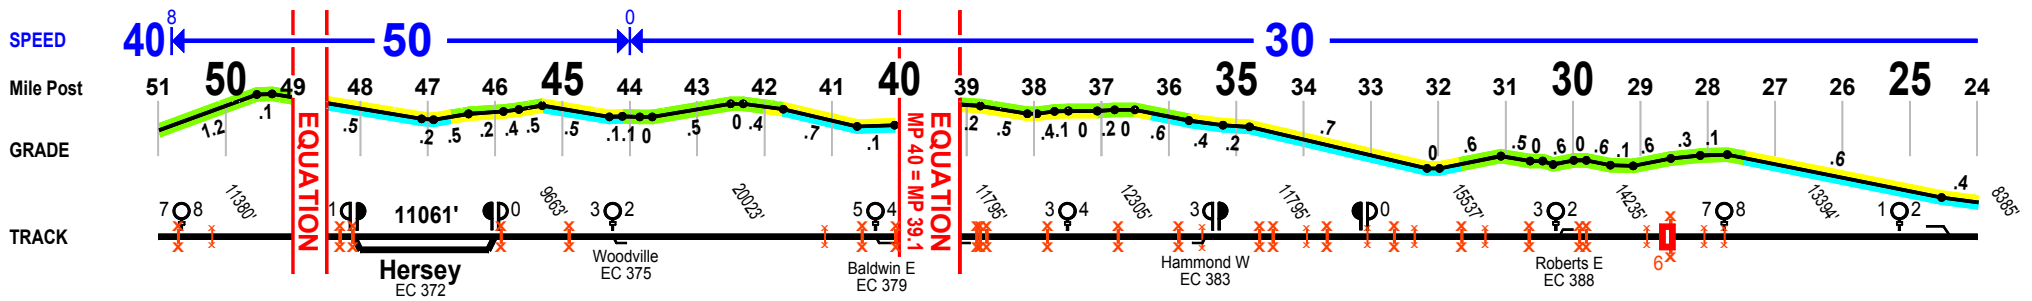 8 0
SPEED 40 50 30
Mile Post 51 50 49 48 47 46 45 44 43 42 41 40 39 38 37 36 35 34 33 32 31 30 29 28 27 26 25 24
GRADE 1.2 .1 .5 .2 .5 .2 .4 .5 .5 .1 .1 0 .5 0 .4 .7 .1 .2 .5 .4 .1 0 .2 0 .6 .4 .2 .7 0 .6 .5 0 .6 0 .6 .1 .6 .3 .1 .6 .4
EQUATION
EQUATION
MP 40 = MP 39.1
11380' 9663' 20023' 11795' 12305' 11795' 15537' 14235' 13394' 8385'
7 8 1 11061' 0 3 2 5 4 3 4 3 0 3 2 7 8 1 2
TRACK
Hersey
EC 372
Woodville
EC 375
Baldwin E
EC 379
Hammond W
EC 383
Roberts E
EC 388
6